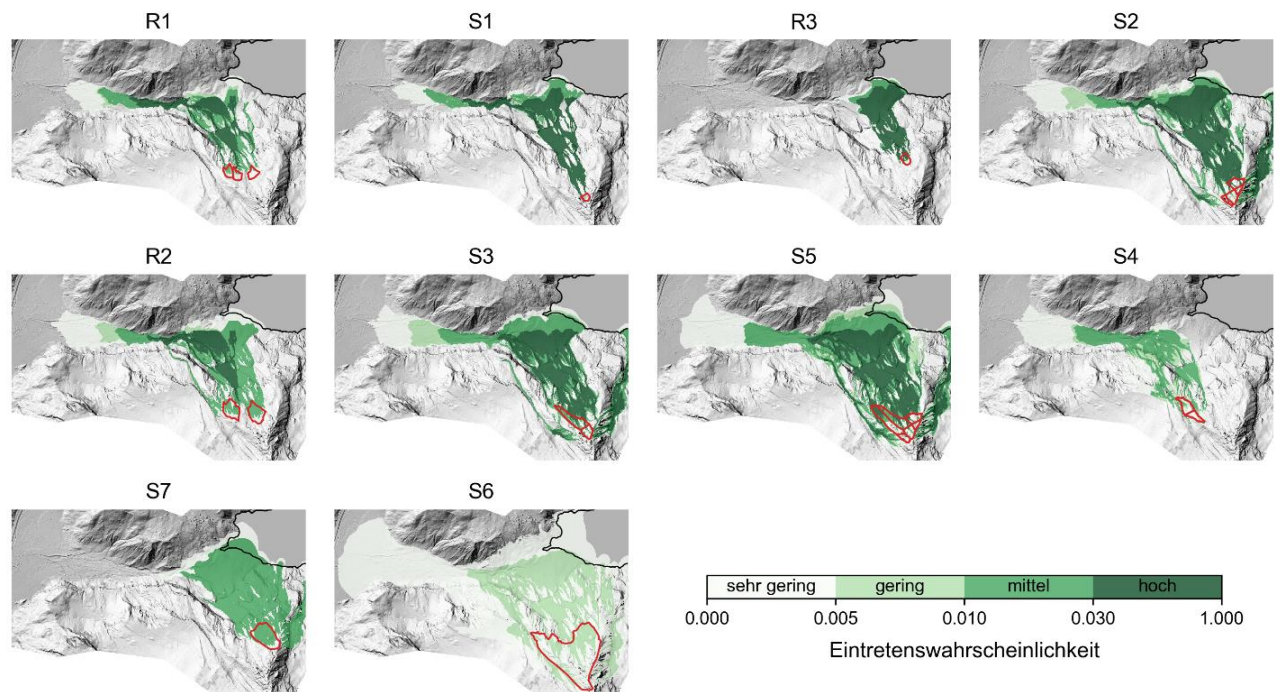 R1 S1 R3 S2
R2 S3 S5 S4
S7 S6
sehr gering gering mittel hoch
0.000 0.005 0.010 0.030 1.000
Eintretenswahrscheinlichkeit